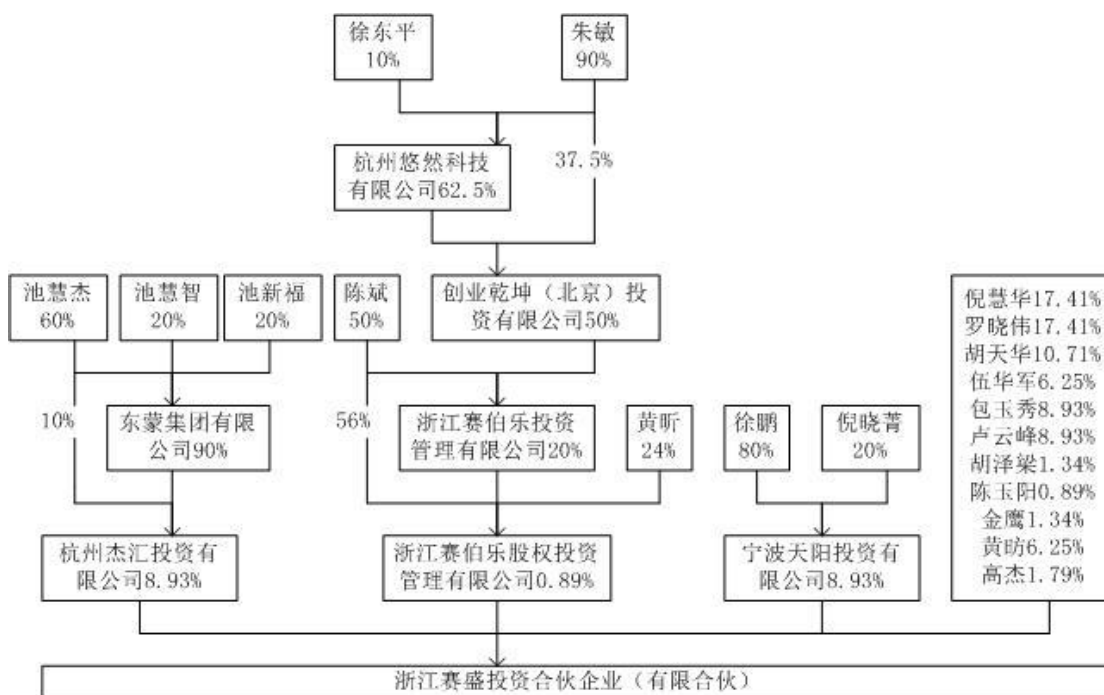 徐东平
10%
朱敏
90%
杭州悠然科技
有限公司62.5%
37.5%
池慧杰
60%
池慧智
20%
池新福
20%
陈斌
50%
创业乾坤（北京）投
资有限公司50%
10%
东蒙集团有限
公司90%
56%
浙江赛伯乐投资
管理有限公司20%
黄昕
24%
徐鹏
80%
倪晓菁
20%
杭州杰汇投资有
限公司8.93%
浙江赛伯乐股权投资
管理有限公司0.89%
宁波天阳投资有
限公司8.93%
倪慧华17.41%
罗晓伟17.41%
胡天华10.71%
伍华军6.25%
包玉秀8.93%
卢云峰8.93%
胡泽梁1.34%
陈玉阳0.89%
金鹰1.34%
黄昉6.25%
高杰1.79%
浙江赛盛投资合伙企业（有限合伙）